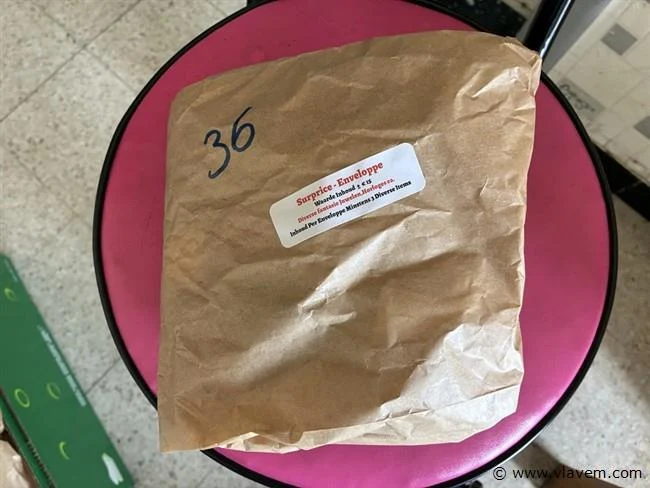 36
Surprice - Enveloppe
Waarde Inhoud ± € 15
Diverse fantasie Juwelen, Horloges ea.
Inhoud Per Enveloppe Minstens 3 Diverse Items
© www.vlavem.com